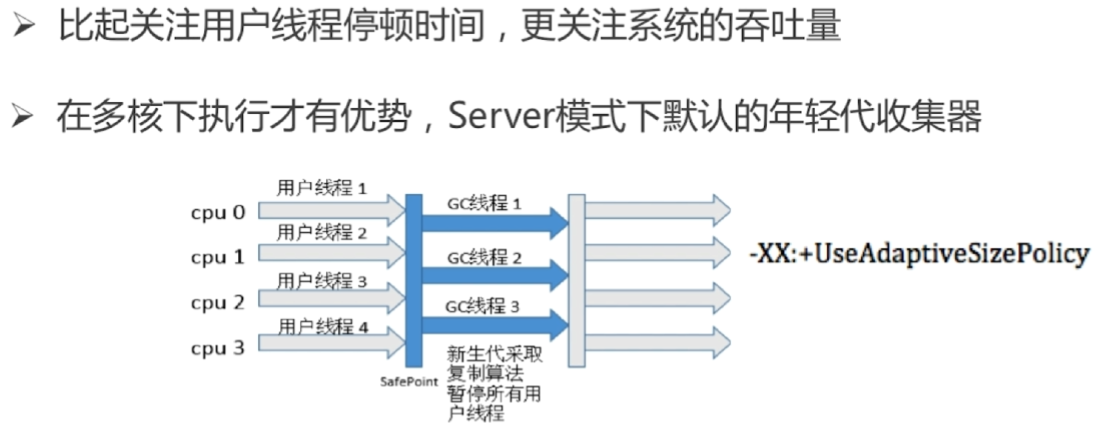 比起关注用户线程停顿时间，更关注系统的吞吐量
在多核下执行才有优势，Server模式下默认的年轻代收集器
用户线程 1
cpu 0
GC线程 1
用户线程 2
cpu 1
GC线程 2
-XX:+UseAdaptiveSizePolicy
用户线程 3
cpu 2
GC线程 3
用户线程 4
cpu 3
SafePoint
新生代采取
复制算法
暂停所有用
户线程